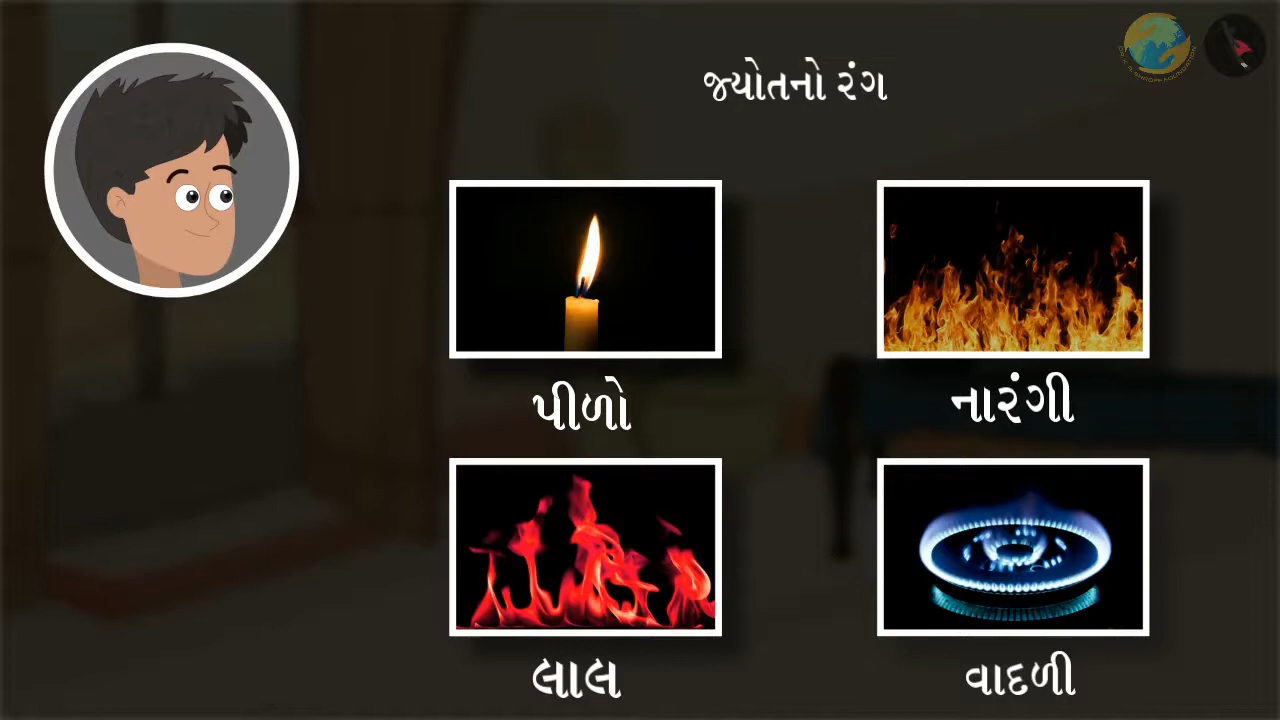 જ્યોતનો રંગ
પીળો
નારંગી
લાલ
વાદળી